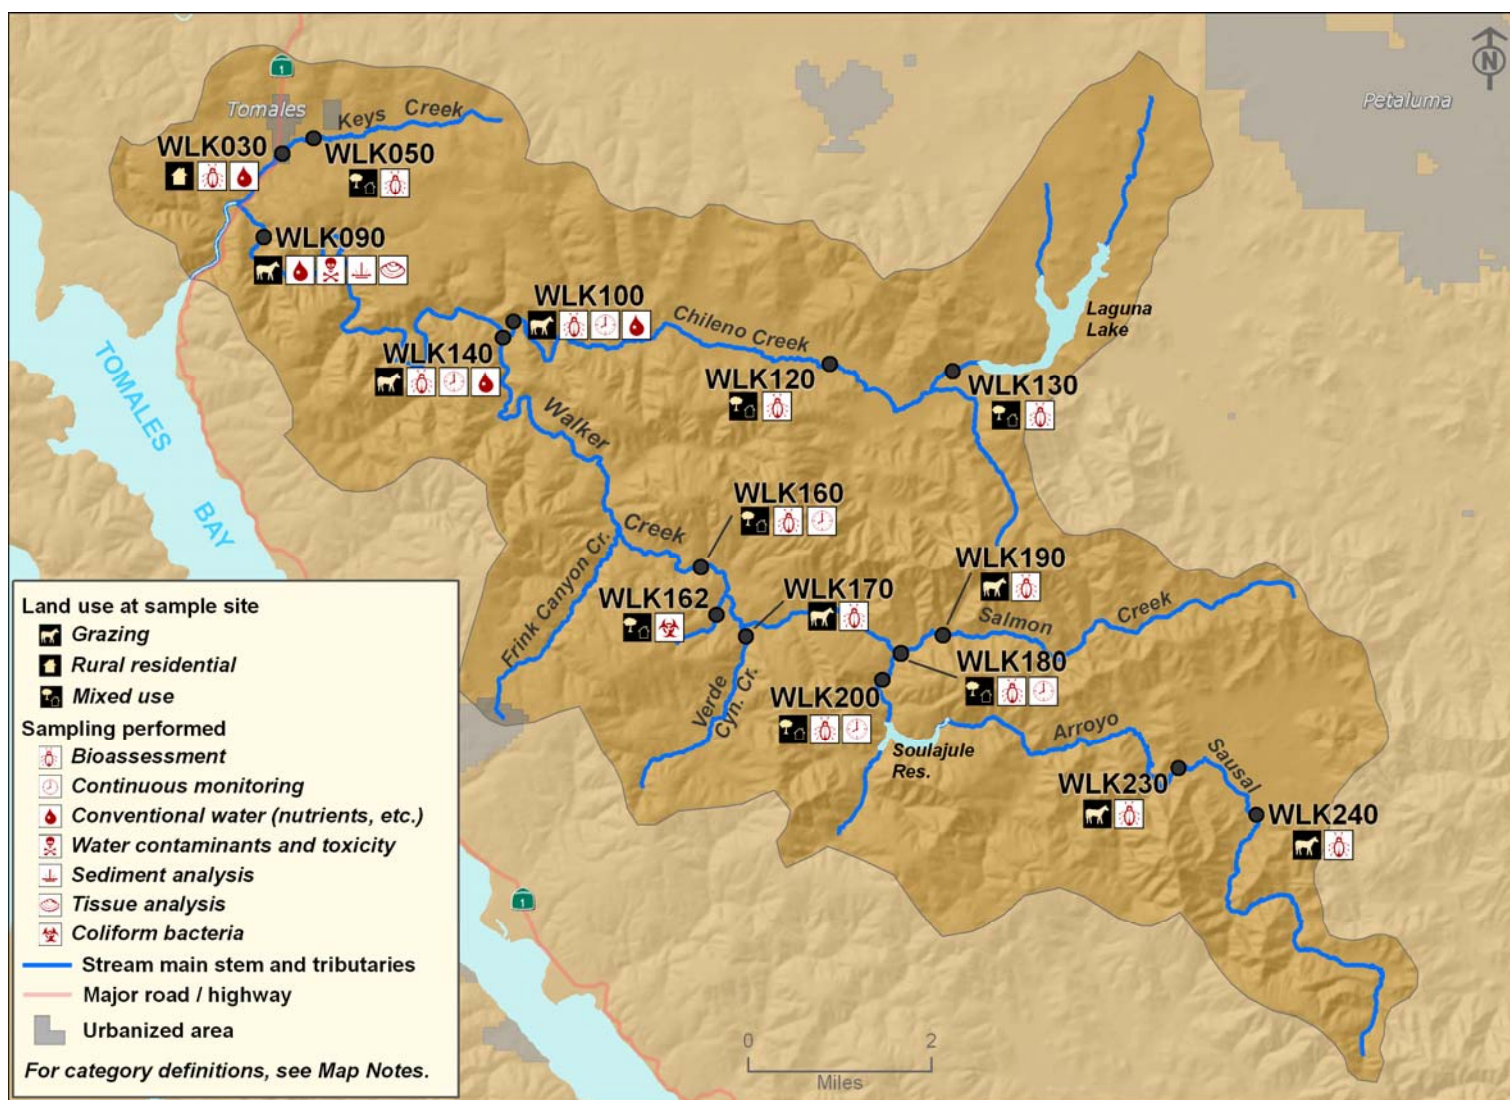 1
N
Tomales
Keys Creek
Petaluma
WLK030
WLK050
WLK090
WLK100
Chileno Creek
Laguna
Lake
WLK140
WLK120
WLK130
TOMALES
BAY
Walker
Creek
WLK160
Frink Canyon Cr.
WLK162
WLK170
WLK190
Salmon
Creek
Verde
Cyn. Cr.
WLK180
WLK200
Soulajule
Res.
Arroyo
Sausal
WLK230
WLK240
Land use at sample site
Grazing
Rural residential
Mixed use
Sampling performed
Bioassessment
Continuous monitoring
Conventional water (nutrients, etc.)
Water contaminants and toxicity
Sediment analysis
Tissue analysis
Coliform bacteria
Stream main stem and tributaries
Major road / highway
Urbanized area
For category definitions, see Map Notes.
1
0 2
Miles